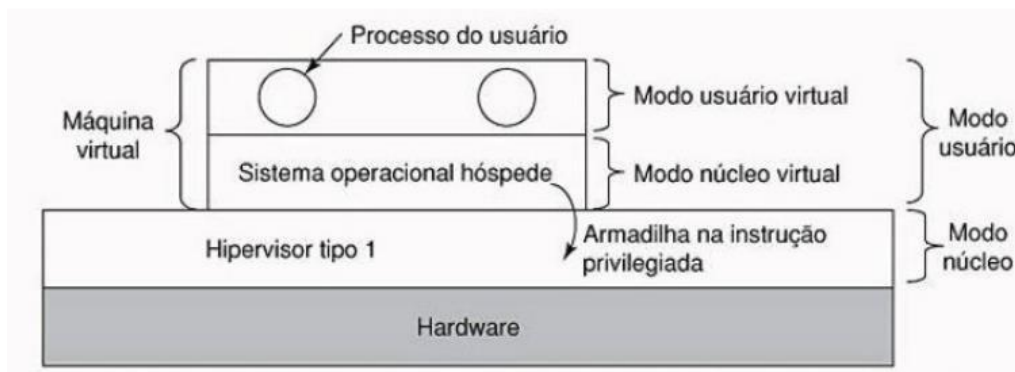 Processo do usuário
Máquina
virtual
Modo usuário virtual
Modo
usuário
Sistema operacional hóspede
Modo núcleo virtual
Hipervisor tipo 1
Armadilha na instrução
privilegiada
Modo
núcleo
Hardware